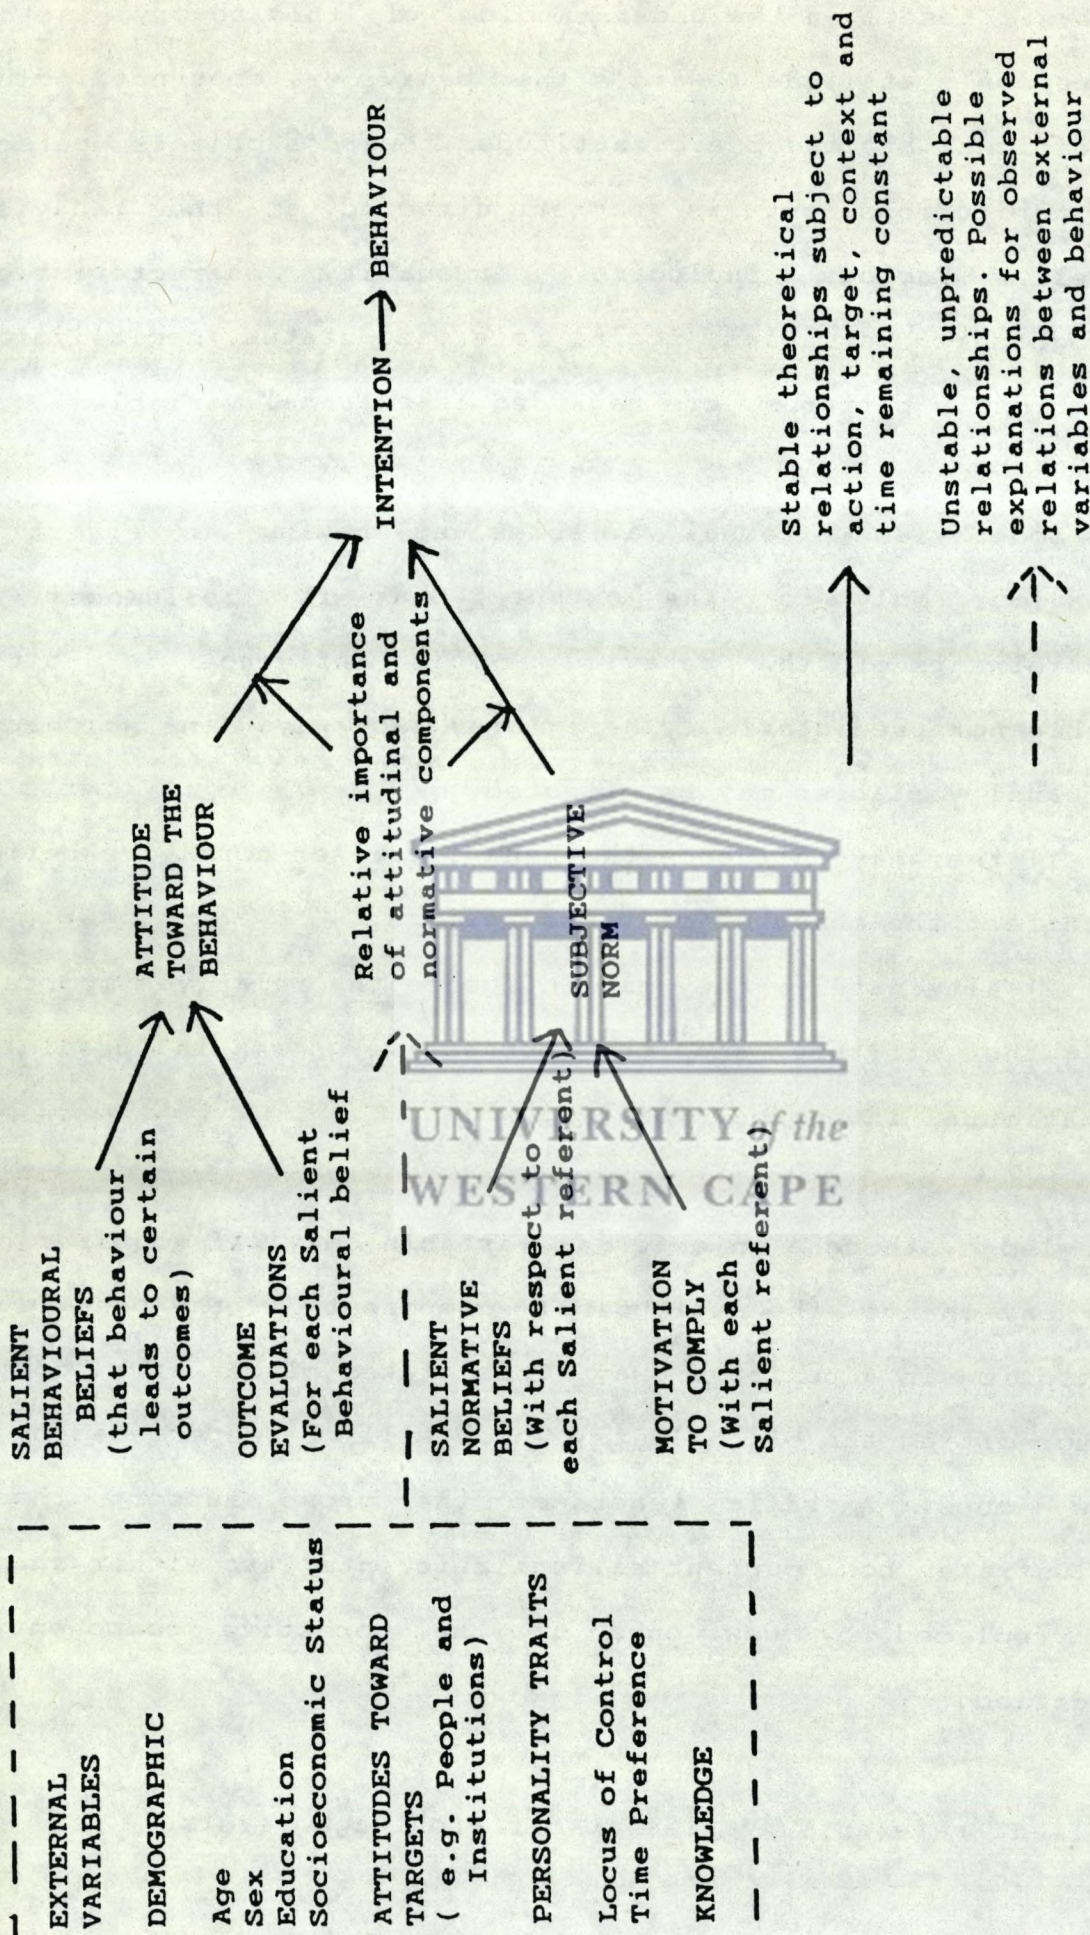 EXTERNAL
VARIABLES
DEMOGRAPHIC
Age
Sex
Education
Socioeconomic Status
ATTITUDES TOWARD
TARGETS
( e.g. People and
Institutions)
PERSONALITY TRAITS
Locus of Control
Time Preference
KNOWLEDGE
SALIENT
BEHAVIOURAL
BELIEFS
(that behaviour
leads to certain
outcomes)
OUTCOME
EVALUATIONS
(For each Salient
Behavioural belief
SALIENT
NORMATIVE
BELIEFS
(With respect to
each Salient referent)
MOTIVATION
TO COMPLY
(With each
Salient referent)
ATTITUDE
TOWARD THE
BEHAVIOUR
Relative importance
of attitudinal and
normative components
SUBJECTIVE
NORM
INTENTION
BEHAVIOUR
Stable theoretical
relationships subject to
action, target, context and
time remaining constant
Unstable, unpredictable
relationships. Possible
explanations for observed
relations between external
variables and behaviour
UNIVERSITY of the
WESTERN CAPE